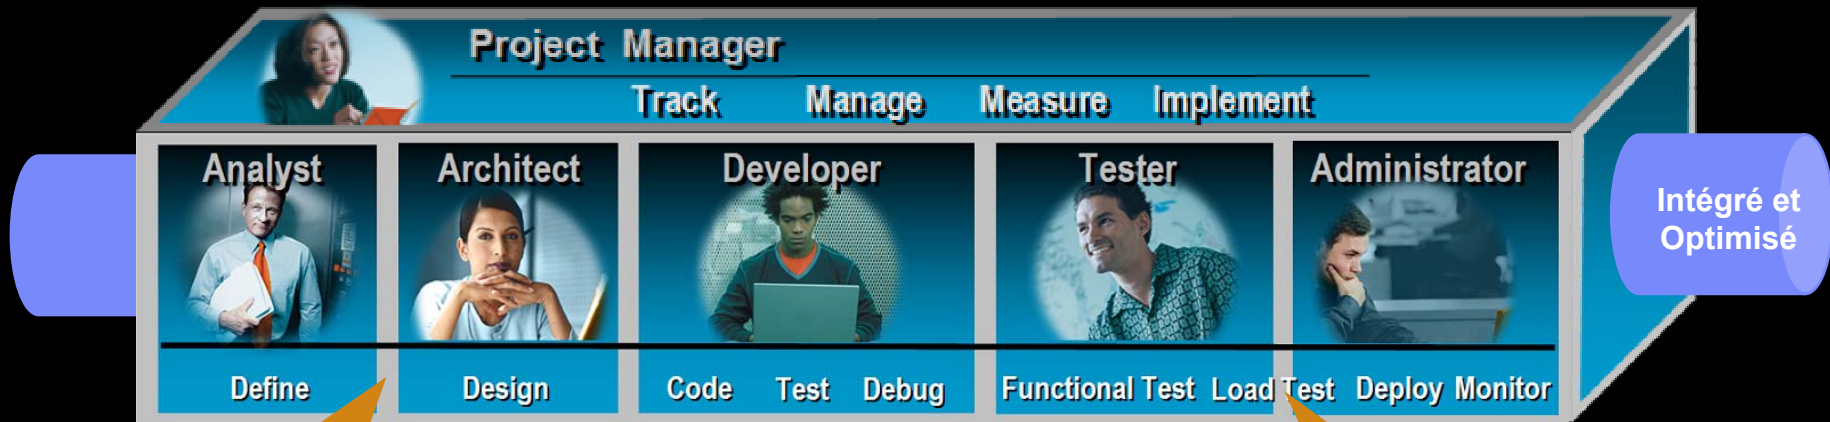 Project Manager
Track Manage Measure Implement
Analyst Architect Developer Tester Administrator
Intégré et
Optimisé
Define Design Code Test Debug Functional Test Load Test Deploy Monitor